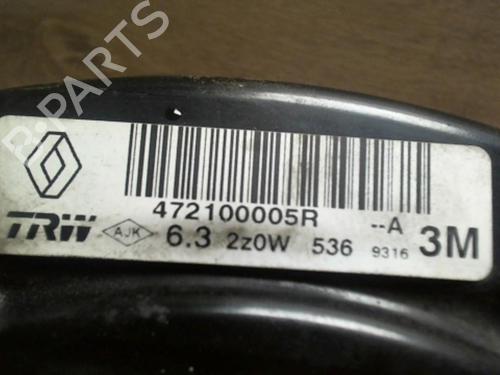 B-PARTS
472100005R --A
TRW AJK 6.3 2z0W 536 9316 3M